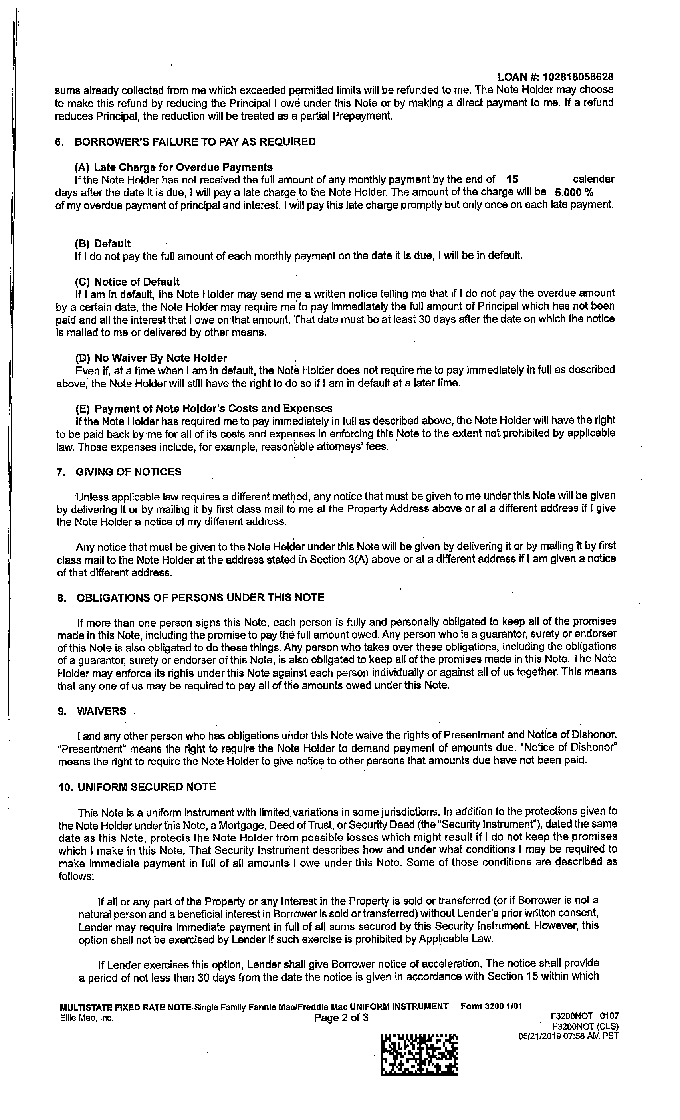 LOAN #: 102818058628
sums already collected from me which exceeded permitted limits will be refunded to me. The Note Holder may choose
to make this refund by reducing the Principal I owe under this Note or by making a direct payment to me. If a refund
reduces Principal, the reduction will be treated as a partial Prepayment.
6. BORROWER'S FAILURE TO PAY AS REQUIRED
(A) Late Charge for Overdue Payments
If the Note Holder has not received the full amount of any monthly payment by the end of 15 calendar
days after the date it is due, I will pay a late charge to the Note Holder. The amount of the charge will be 5.000 %
of my overdue payment of principal and interest. I will pay this late charge promptly but only once on each late payment.
(B) Default
If I do not pay the full amount of each monthly payment on the date it is due, I will be in default.
(C) Notice of Default
If I am in default, the Note Holder may send me a written notice telling me that if I do not pay the overdue amount
by a certain date, the Note Holder may require me to pay immediately the full amount of Principal which has not been
paid and all the interest that I owe on that amount. That date must be at least 30 days after the date on which the notice
is mailed to me or delivered by other means.
(D) No Waiver By Note Holder
Even if, at a time when I am in default, the Note Holder does not require me to pay immediately in full as described
above, the Note Holder will still have the right to do so if I am in default at a later time.
(E) Payment of Note Holder's Costs and Expenses
If the Note Holder has required me to pay immediately in full as described above, the Note Holder will have the right
to be paid back by me for all of its costs and expenses in enforcing this Note to the extent not prohibited by applicable
law. Those expenses include, for example, reasonable attorneys' fees.
7. GIVING OF NOTICES
Unless applicable law requires a different method, any notice that must be given to me under this Note will be given
by delivering it or by mailing it by first class mail to me at the Property Address above or at a different address if I give
the Note Holder a notice of my different address.
Any notice that must be given to the Note Holder under this Note will be given by delivering it or by mailing it by first
class mail to the Note Holder at the address stated in Section 3(A) above or at a different address if I am given a notice
of that different address.
8. OBLIGATIONS OF PERSONS UNDER THIS NOTE
If more than one person signs this Note, each person is fully and personally obligated to keep all of the promises
made in this Note, including the promise to pay the full amount owed. Any person who is a guarantor, surety or endorser
of this Note is also obligated to do these things. Any person who takes over these obligations, including the obligations
of a guarantor, surety or endorser of this Note, is also obligated to keep all of the promises made in this Note. The Note
Holder may enforce its rights under this Note against each person individually or against all of us together. This means
that any one of us may be required to pay all of the amounts owed under this Note.
9. WAIVERS
I and any other person who has obligations under this Note waive the rights of Presentment and Notice of Dishonor.
"Presentment" means the right to require the Note Holder to demand payment of amounts due. "Notice of Dishonor"
means the right to require the Note Holder to give notice to other persons that amounts due have not been paid.
10. UNIFORM SECURED NOTE
This Note is a uniform instrument with limited variations in some jurisdictions. In addition to the protections given to
the Note Holder under this Note, a Mortgage, Deed of Trust, or Security Deed (the "Security Instrument"), dated the same
date as this Note, protects the Note Holder from possible losses which might result if I do not keep the promises
which I make in this Note. That Security Instrument describes how and under what conditions I may be required to
make immediate payment in full of all amounts I owe under this Note. Some of those conditions are described as
follows:
If all or any part of the Property or any Interest in the Property is sold or transferred (or if Borrower is not a
natural person and a beneficial interest in Borrower is sold or transferred) without Lender's prior written consent,
Lender may require immediate payment in full of all sums secured by this Security Instrument. However, this
option shall not be exercised by Lender if such exercise is prohibited by Applicable Law.
If Lender exercises this option, Lender shall give Borrower notice of acceleration. The notice shall provide
a period of not less than 30 days from the date the notice is given in accordance with Section 15 within which
MULTISTATE FIXED RATE NOTE-Single Family Fannie Mae/Freddie Mac UNIFORM INSTRUMENT Form 3200 1/01
Ellie Mae, Inc. Page 2 of 3 F3200NOT 0107
F3200NOT (CLS)
05/21/2019 07:58 AM PST